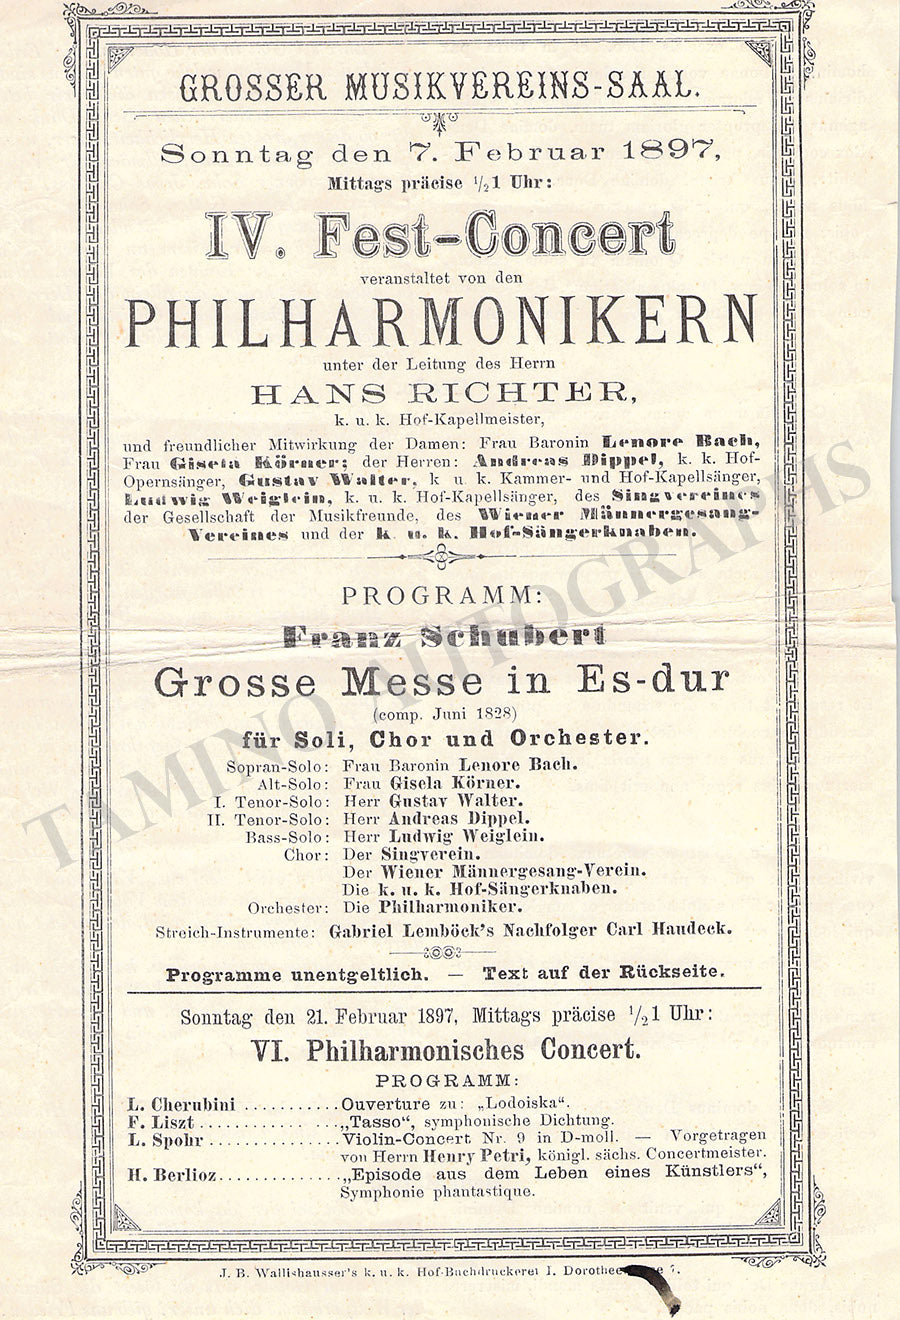 GROSSER MUSIKVEREINS-SAAL.
Sonntag den 7. Februar 1897,
Mittags präcise 1/2 1 Uhr:
IV. Fest-Concert
veranstaltet von den
PHILHARMONIKERN
unter der Leitung des Herrn
HANS RICHTER,
k. u. k. Hof-Kapellmeister,
und freundlicher Mitwirkung der Damen: Frau Baronin Lenore Bach,
Frau Gisela Körner; der Herren: Andreas Dippel, k. k. Hof-
Opernsänger, Gustav Walter, k u. k. Kammer- und Hof-Kapellsänger,
Ludwig Weiglein, k. u. k. Hof-Kapellsänger, des Singvereines
der Gesellschaft der Musikfreunde, des Wiener Männergesang-
Vereines und der k. u. k. Hof-Sängerknaben.
PROGRAMM:
Franz Schubert
Grosse Messe in Es-dur
(comp. Juni 1828)
für Soli, Chor und Orchester.
Sopran-Solo: Frau Baronin Lenore Bach.
Alt-Solo: Frau Gisela Körner.
I. Tenor-Solo: Herr Gustav Walter.
II. Tenor-Solo: Herr Andreas Dippel.
Bass-Solo: Herr Ludwig Weiglein.
Chor: Der Singverein.
Der Wiener Männergesang-Verein.
Die k. u. k. Hof-Sängerknaben.
Orchester: Die Philharmoniker.
Streich-Instrumente: Gabriel Lemböck's Nachfolger Carl Haudeck.
Programme unentgeltlich. — Text auf der Rückseite.
Sonntag den 21. Februar 1897, Mittags präcise 1/2 1 Uhr:
VI. Philharmonisches Concert.
PROGRAMM:
L. Cherubini .......... Ouverture zu: „Lodoiska“.
F. Liszt .............. „Tasso“, symphonische Dichtung.
L. Spohr .............. Violin-Concert Nr. 9 in D-moll. — Vorgetragen
von Herrn Henry Petri, königl. sächs. Concertmeister.
H. Berlioz ............ „Episode aus dem Leben eines Künstlers“,
Symphonie phantastique.
J. B. Wallishausser's k. u. k. Hof-Buchdruckerei I.
TAMINO AUTOGRAPHS